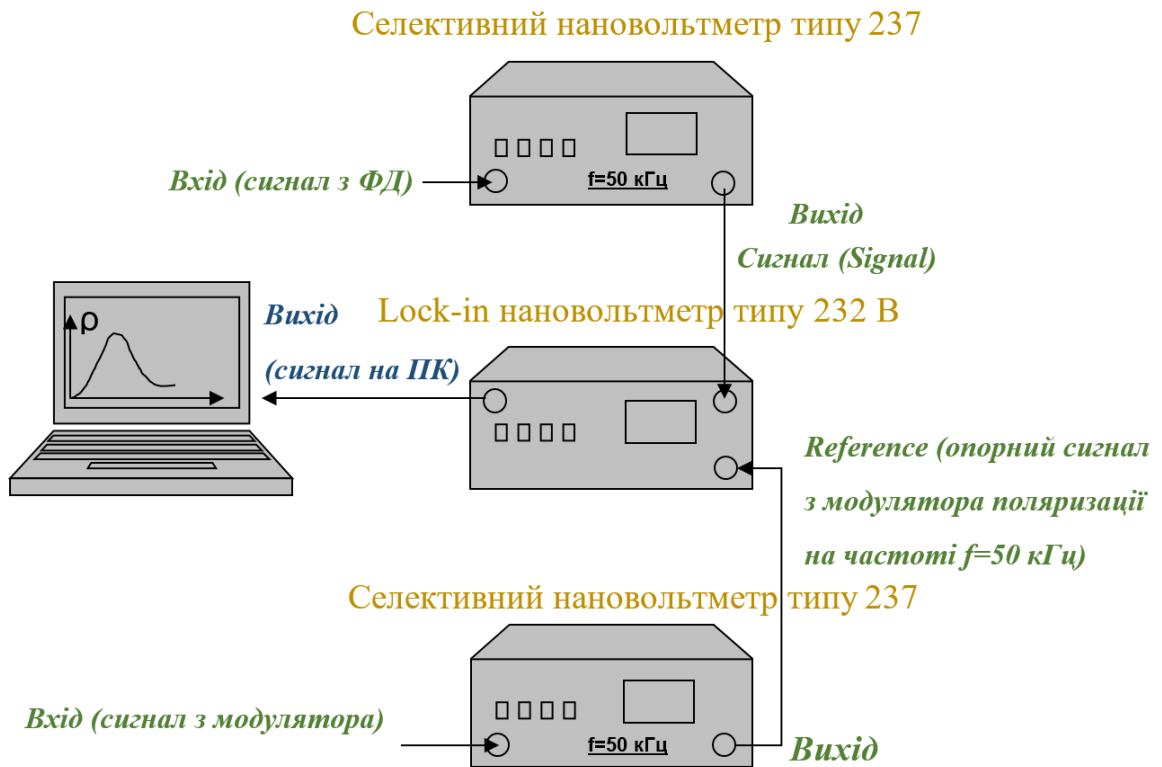 Селективний нановольтметр типу 237
Вхід (сигнал з ФД)
f=50 кГц
Вихід
Сигнал (Signal)
ρ
Вихід
(сигнал на ПК)
Lock-in нановольтметр типу 232 В
Reference (опорний сигнал
з модулятора поляризації
на частоті f=50 кГц)
Селективний нановольтметр типу 237
Вхід (сигнал з модулятора)
f=50 кГц
Вихід